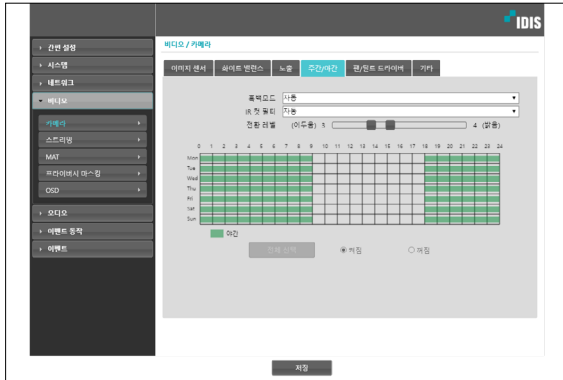 IDIS
간편 설정
시스템
네트워크
비디오
카메라
스트리밍
MAT
프라이버시 마스킹
OSD
오디오
이벤트 동작
이벤트
비디오 / 카메라
이미지 센서 화이트 밸런스 노출 주간/야간 팬/틸트 드라이버 기타
흑백모드 자동
IR 컷 필터 자동
전환 레벨 (어두움) 3 4 (밝음)
0 1 2 3 4 5 6 7 8 9 10 11 12 13 14 15 16 17 18 19 20 21 22 23 24
Mon
Tue
Wed
Thu
Fri
Sat
Sun
야간
전체 선택 켜짐 꺼짐
저장